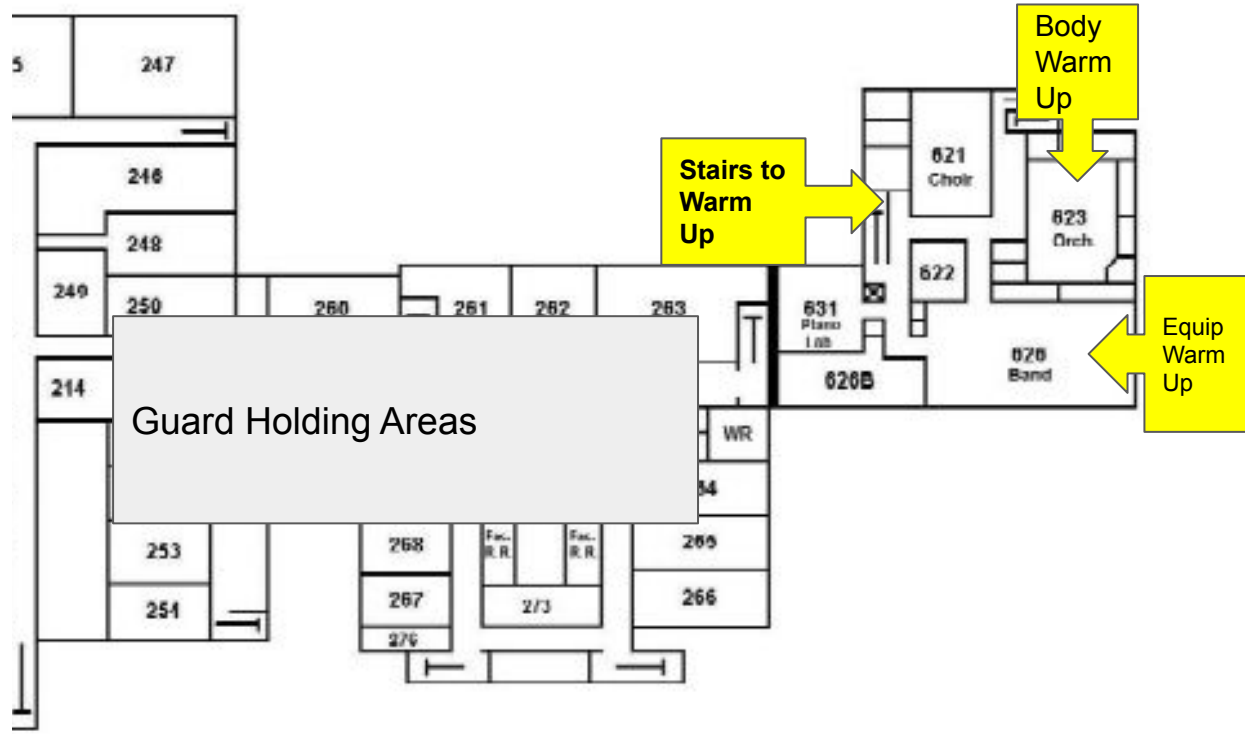 Body
Warm
Up
5
247
Stairs to
Warm
Up
621
Choir
246
623
Orch.
248
622
249
250
260
261
262
263
631
Piano
Lab
Equip
Warm
Up
626
Band
214
626B
Guard Holding Areas
WR
64
253
268
Fac.
R.R.
Fac.
R.R.
265
254
267
273
266
276